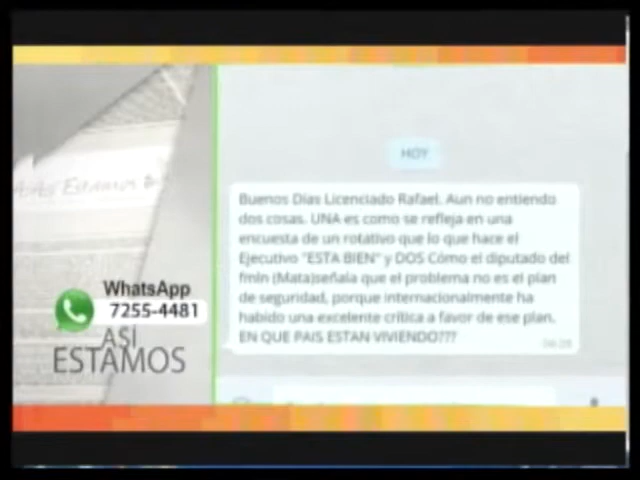 HOY
Buenos Días Licenciado Rafael. Aun no entiendo
dos cosas. UNA es como se refleja en una
encuesta de un rotativo que lo que hace el
Ejecutivo "ESTA BIEN" y DOS Cómo el diputado del
fmln (Mata)señala que el problema no es el plan
de seguridad, porque internacionalmente ha
habido una excelente crítica a favor de ese plan.
EN QUE PAIS ESTAN VIVIENDO???
WhatsApp
7255-4481
ASÍ
ESTAMOS